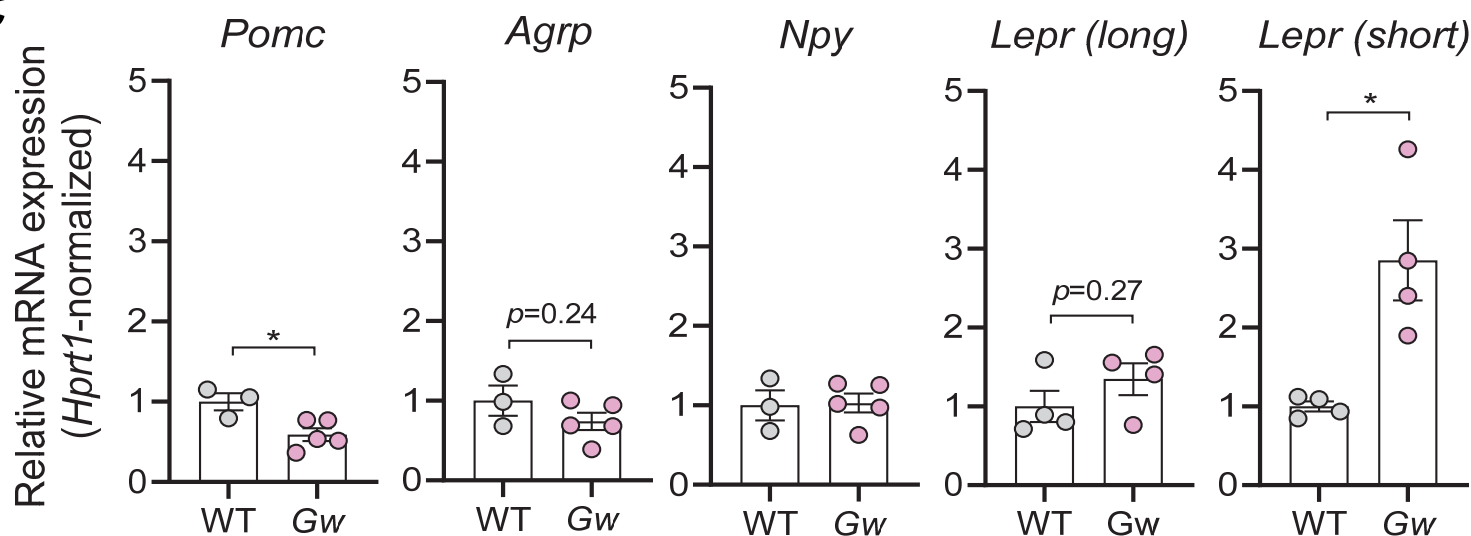 Relative mRNA expression
(Hprt1-normalized)
Pomc
5
4
3
2
1
0
*
WT Gw
Agrp
5
4
3
2
1
0
p=0.24
WT Gw
Npy
5
4
3
2
1
0
WT Gw
Lepr (long)
5
4
3
2
1
0
p=0.27
WT Gw
Lepr (short)
5
4
3
2
1
0
*
WT Gw